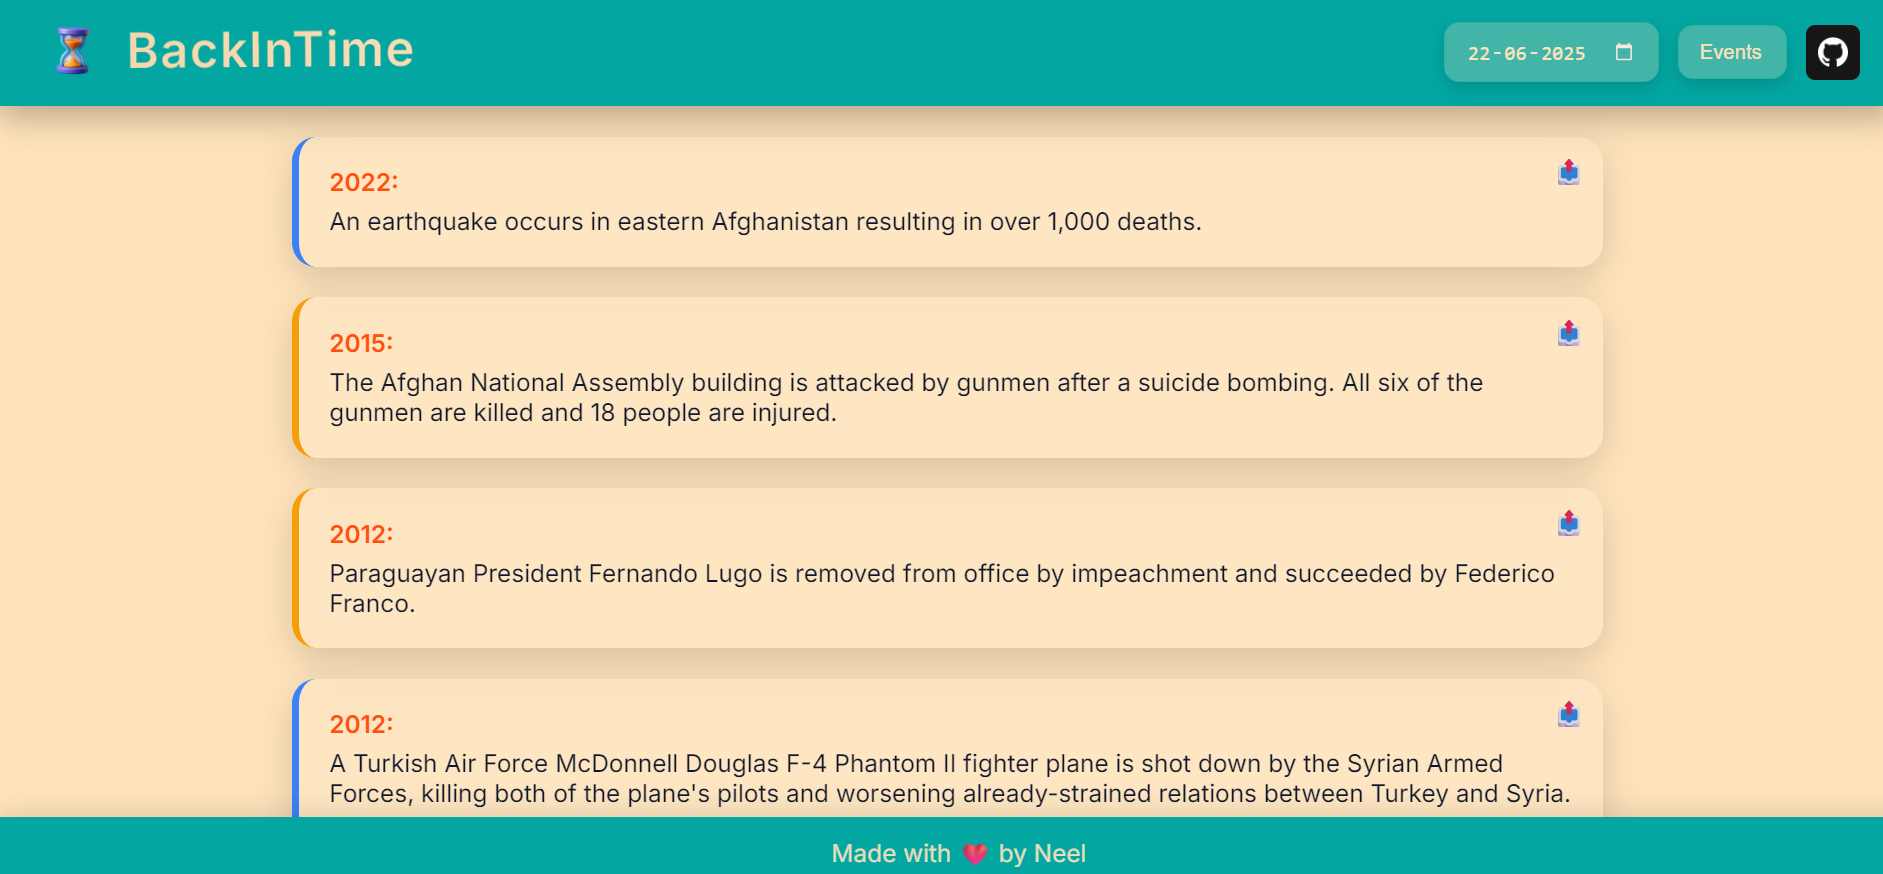 BackInTime
22-06-2025
Events
2022:
An earthquake occurs in eastern Afghanistan resulting in over 1,000 deaths.
2015:
The Afghan National Assembly building is attacked by gunmen after a suicide bombing. All six of the
gunmen are killed and 18 people are injured.
2012:
Paraguayan President Fernando Lugo is removed from office by impeachment and succeeded by Federico
Franco.
2012:
A Turkish Air Force McDonnell Douglas F-4 Phantom II fighter plane is shot down by the Syrian Armed
Forces, killing both of the plane's pilots and worsening already-strained relations between Turkey and Syria.
Made with ❤️ by Neel